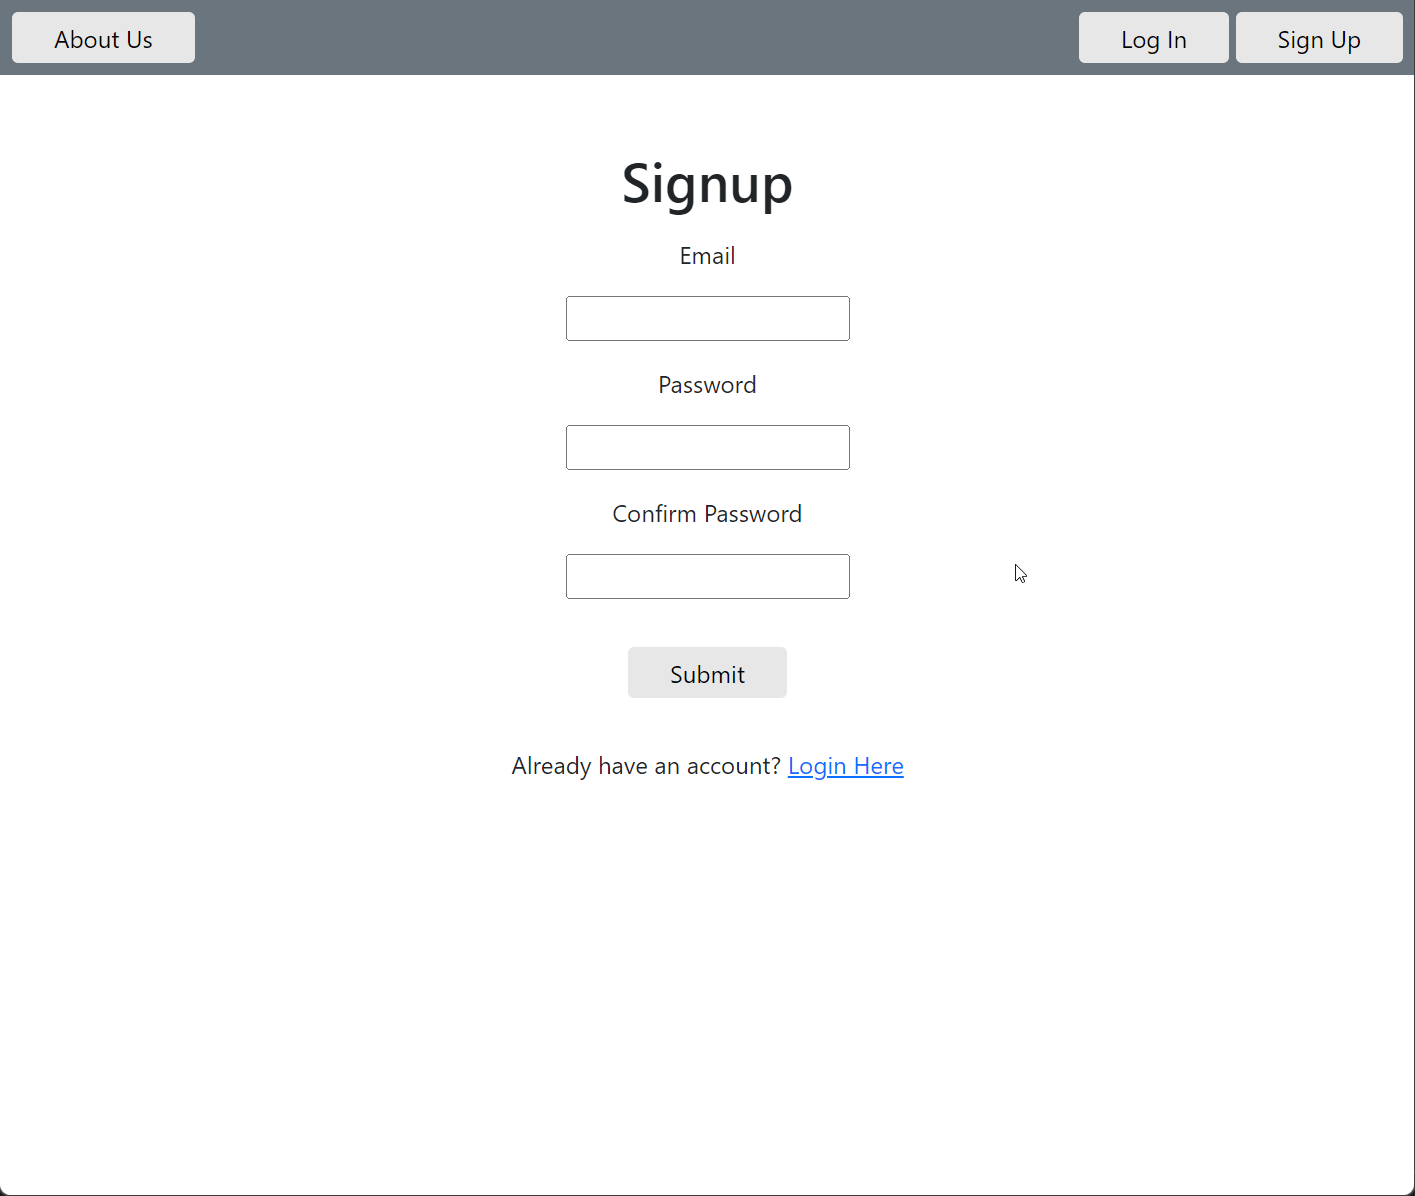 About Us Log In Sign Up
Signup
Email
Password
Confirm Password
Submit
Already have an account? Login Here